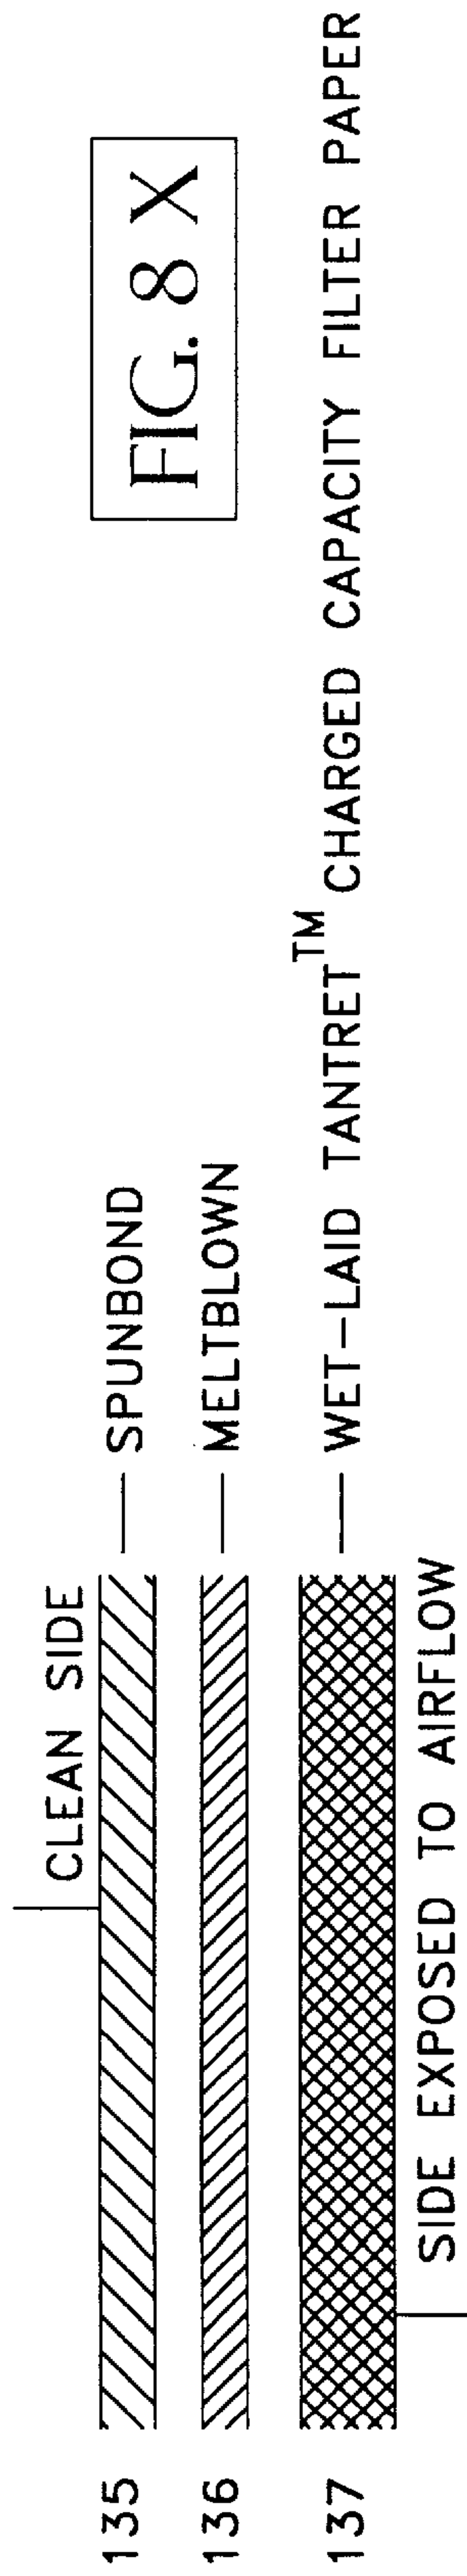 FIG. 8 X
CLEAN SIDE
135 SPUNBOND
136 MELTBLOWN
137 WET-LAID TANTRET™ CHARGED CAPACITY FILTER PAPER
SIDE EXPOSED TO AIRFLOW